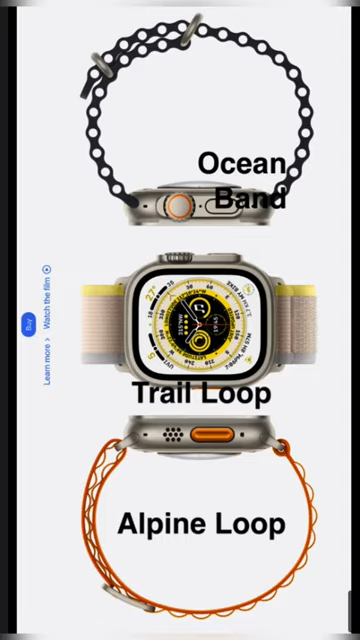 Ocean
Band
Trail Loop
Alpine Loop
Buy
Learn more >
Watch the film